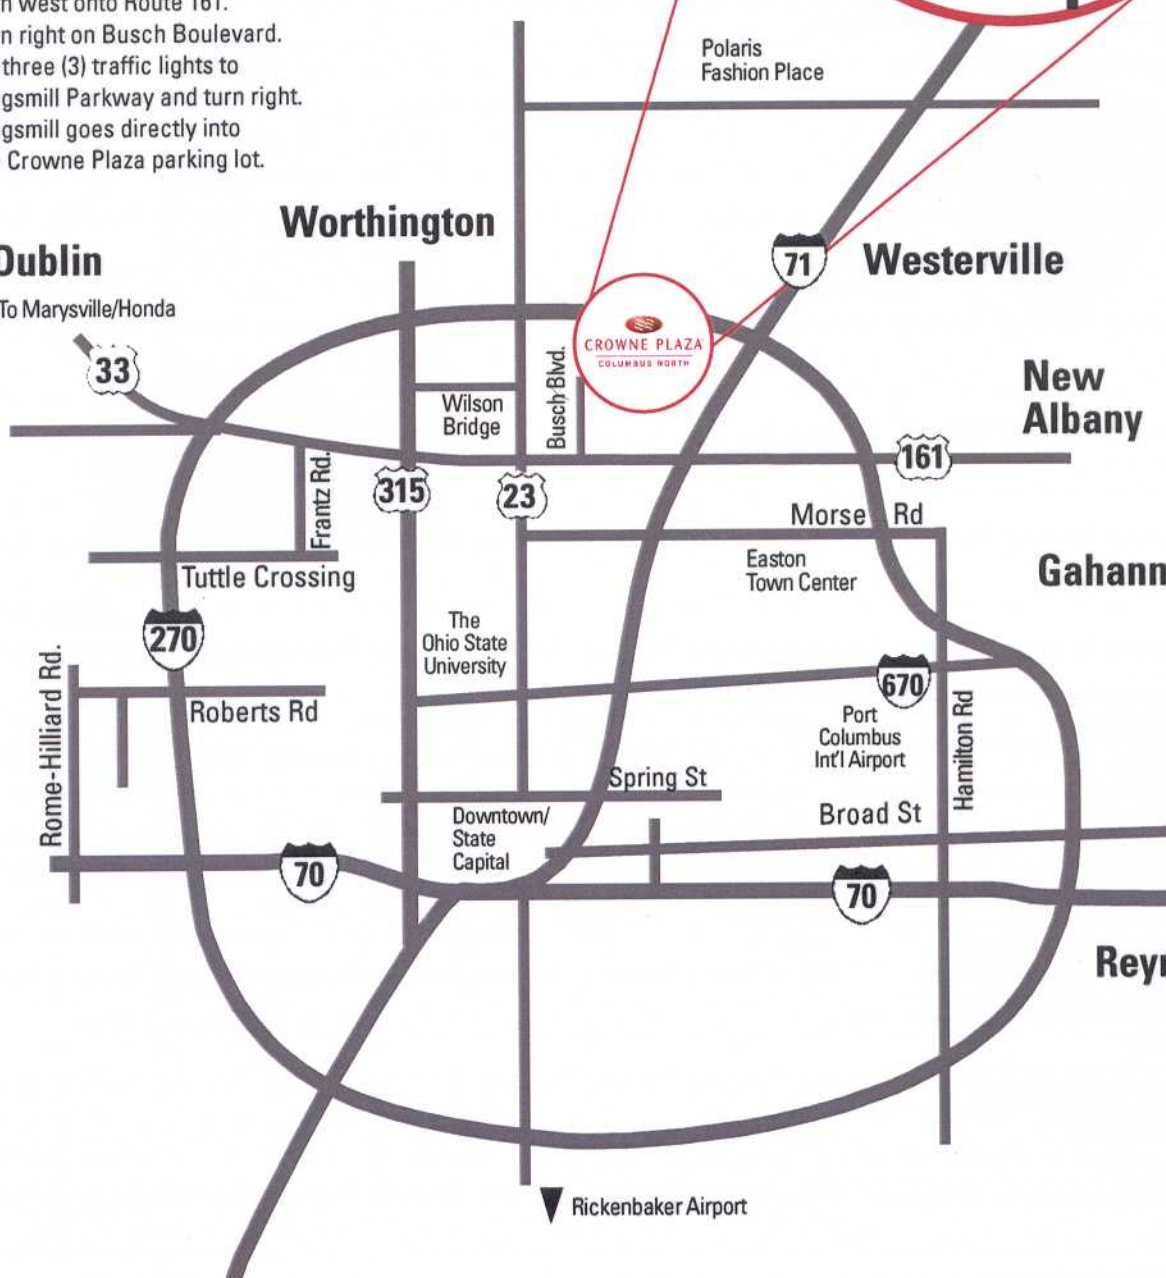 n west onto Route 161.
n right on Busch Boulevard.
three (3) traffic lights to
gsmill Parkway and turn right.
gsmill goes directly into
Crowne Plaza parking lot.
Polaris
Fashion Place
Worthington
Dublin
71
Westerville
To Marysville/Honda
33
CROWNE PLAZA
COLUMBUS NORTH
New
Albany
Wilson
Bridge
Busch Blvd.
161
Frantz Rd.
315
23
Morse Rd
Easton
Town Center
Gahann
Tuttle Crossing
270
The
Ohio State
University
670
Rome-Hilliard Rd.
Roberts Rd
Port
Columbus
Int'l Airport
Hamilton Rd
Spring St
Downtown/
State
Capital
Broad St
70
70
Rey
Rickenbaker Airport